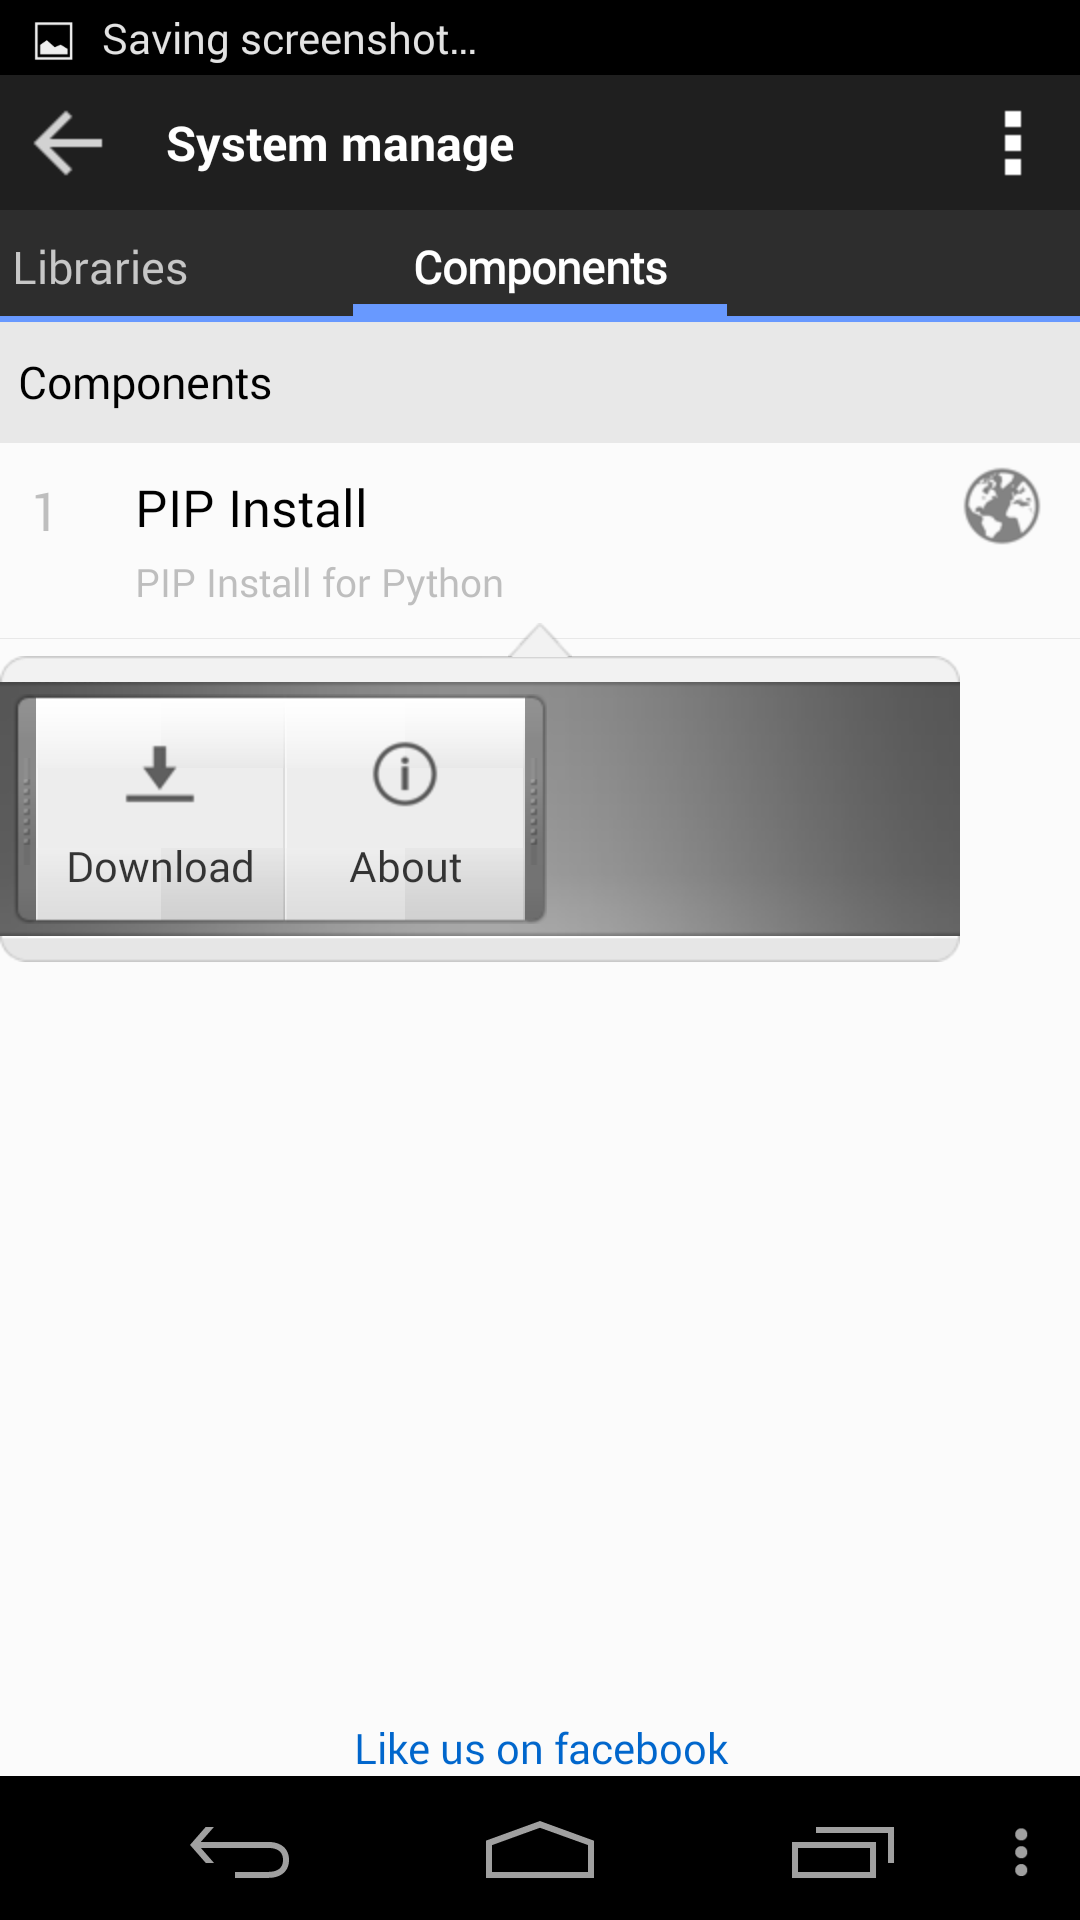 Saving screenshot...
System manage
Libraries
Components
Components
1
PIP Install
PIP Install for Python
Download
About
Like us on facebook